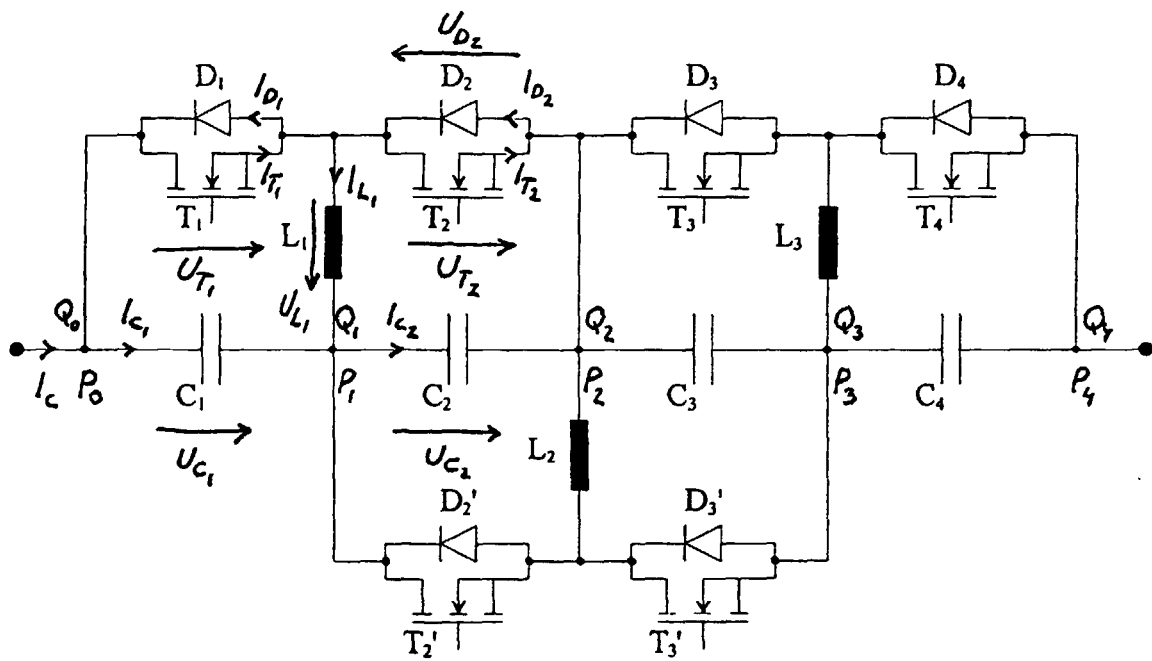 U_D2
D1 I_D1 D2 I_D2 D3 D4
I_T1 I_T2
T1 I_L1 T2 T3 T4
L1 L3
U_T1 U_T2
U_L1
Q0 I_C1 Q1 I_C2 Q2 Q3 Q4
I_C P0 C1 P1 C2 P2 C3 P3 C4 P4
U_C1 U_C2
L2
D2' D3'
T2' T3'